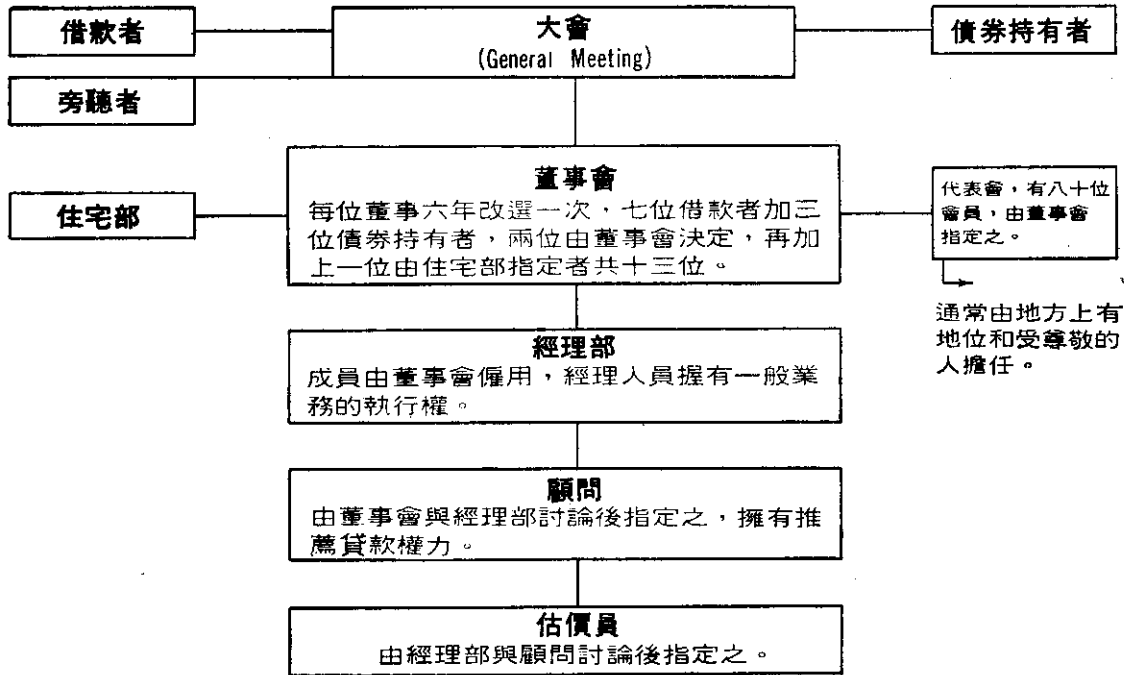 借款者
大會
(General Meeting)
債券持有者
旁聽者
董事會
每位董事六年改選一次，七位借款者加三
位債券持有者，兩位由董事會決定，再加
上一位由住宅部指定者共十三位。
住宅部
代表會，有八十位
會員，由董事會
指定之。
通常由地方上有
地位和受尊敬的
人擔任。
經理部
成員由董事會僱用，經理人員握有一般業
務的執行權。
顧問
由董事會與經理部討論後指定之，擁有推
薦貸款權力。
估價員
由經理部與顧問討論後指定之。